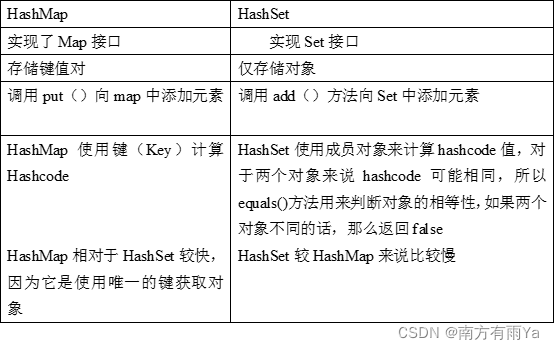 HashMap HashSet
实现了 Map 接口 实现 Set 接口
存储键值对 仅存储对象
调用 put（）向 map 中添加元素 调用 add（）方法向 Set 中添加元素
HashMap 使用键（Key）计算
Hashcode
HashSet 使用成员对象来计算 hashcode 值，对
于两个对象来说 hashcode 可能相同，所以
equals()方法用来判断对象的相等性，如果两个
对象不同的话，那么返回 false
HashMap 相对于 HashSet 较快，
因为它是使用唯一的键获取对
象
HashSet 较 HashMap 来说比较慢
CSDN @南方有雨Ya